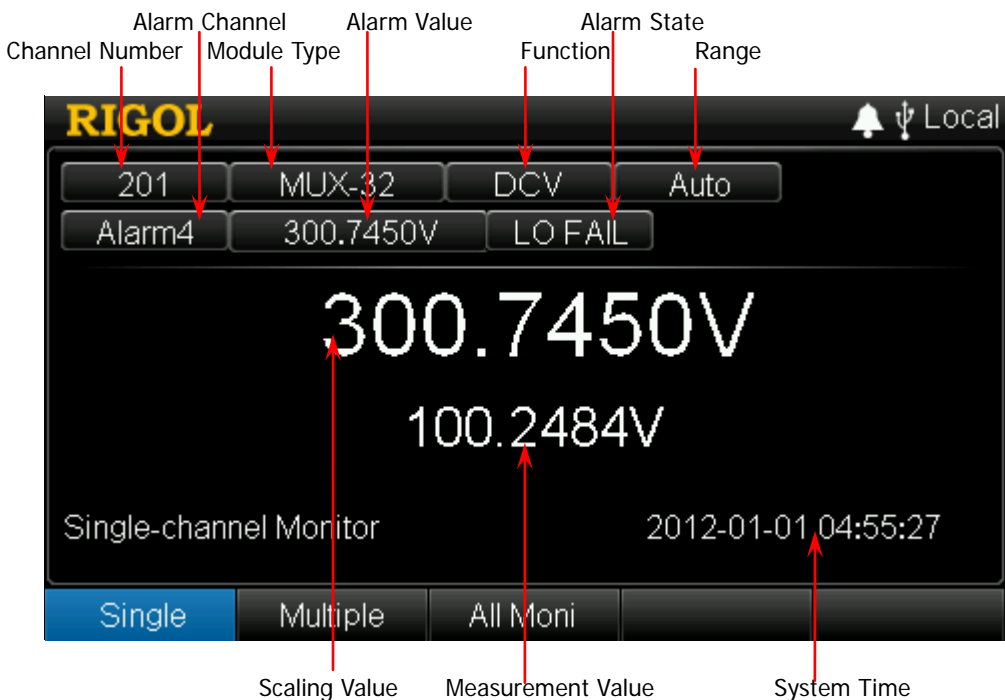 Alarm Channel Alarm Value Alarm State
Channel Number Module Type Function Range
RIGOL Local
201 MUX-32 DCV Auto
Alarm4 300.7450V LO FAIL
300.7450V
100.2484V
Single-channel Monitor 2012-01-01 04:55:27
Single Multiple All Moni
Scaling Value Measurement Value System Time